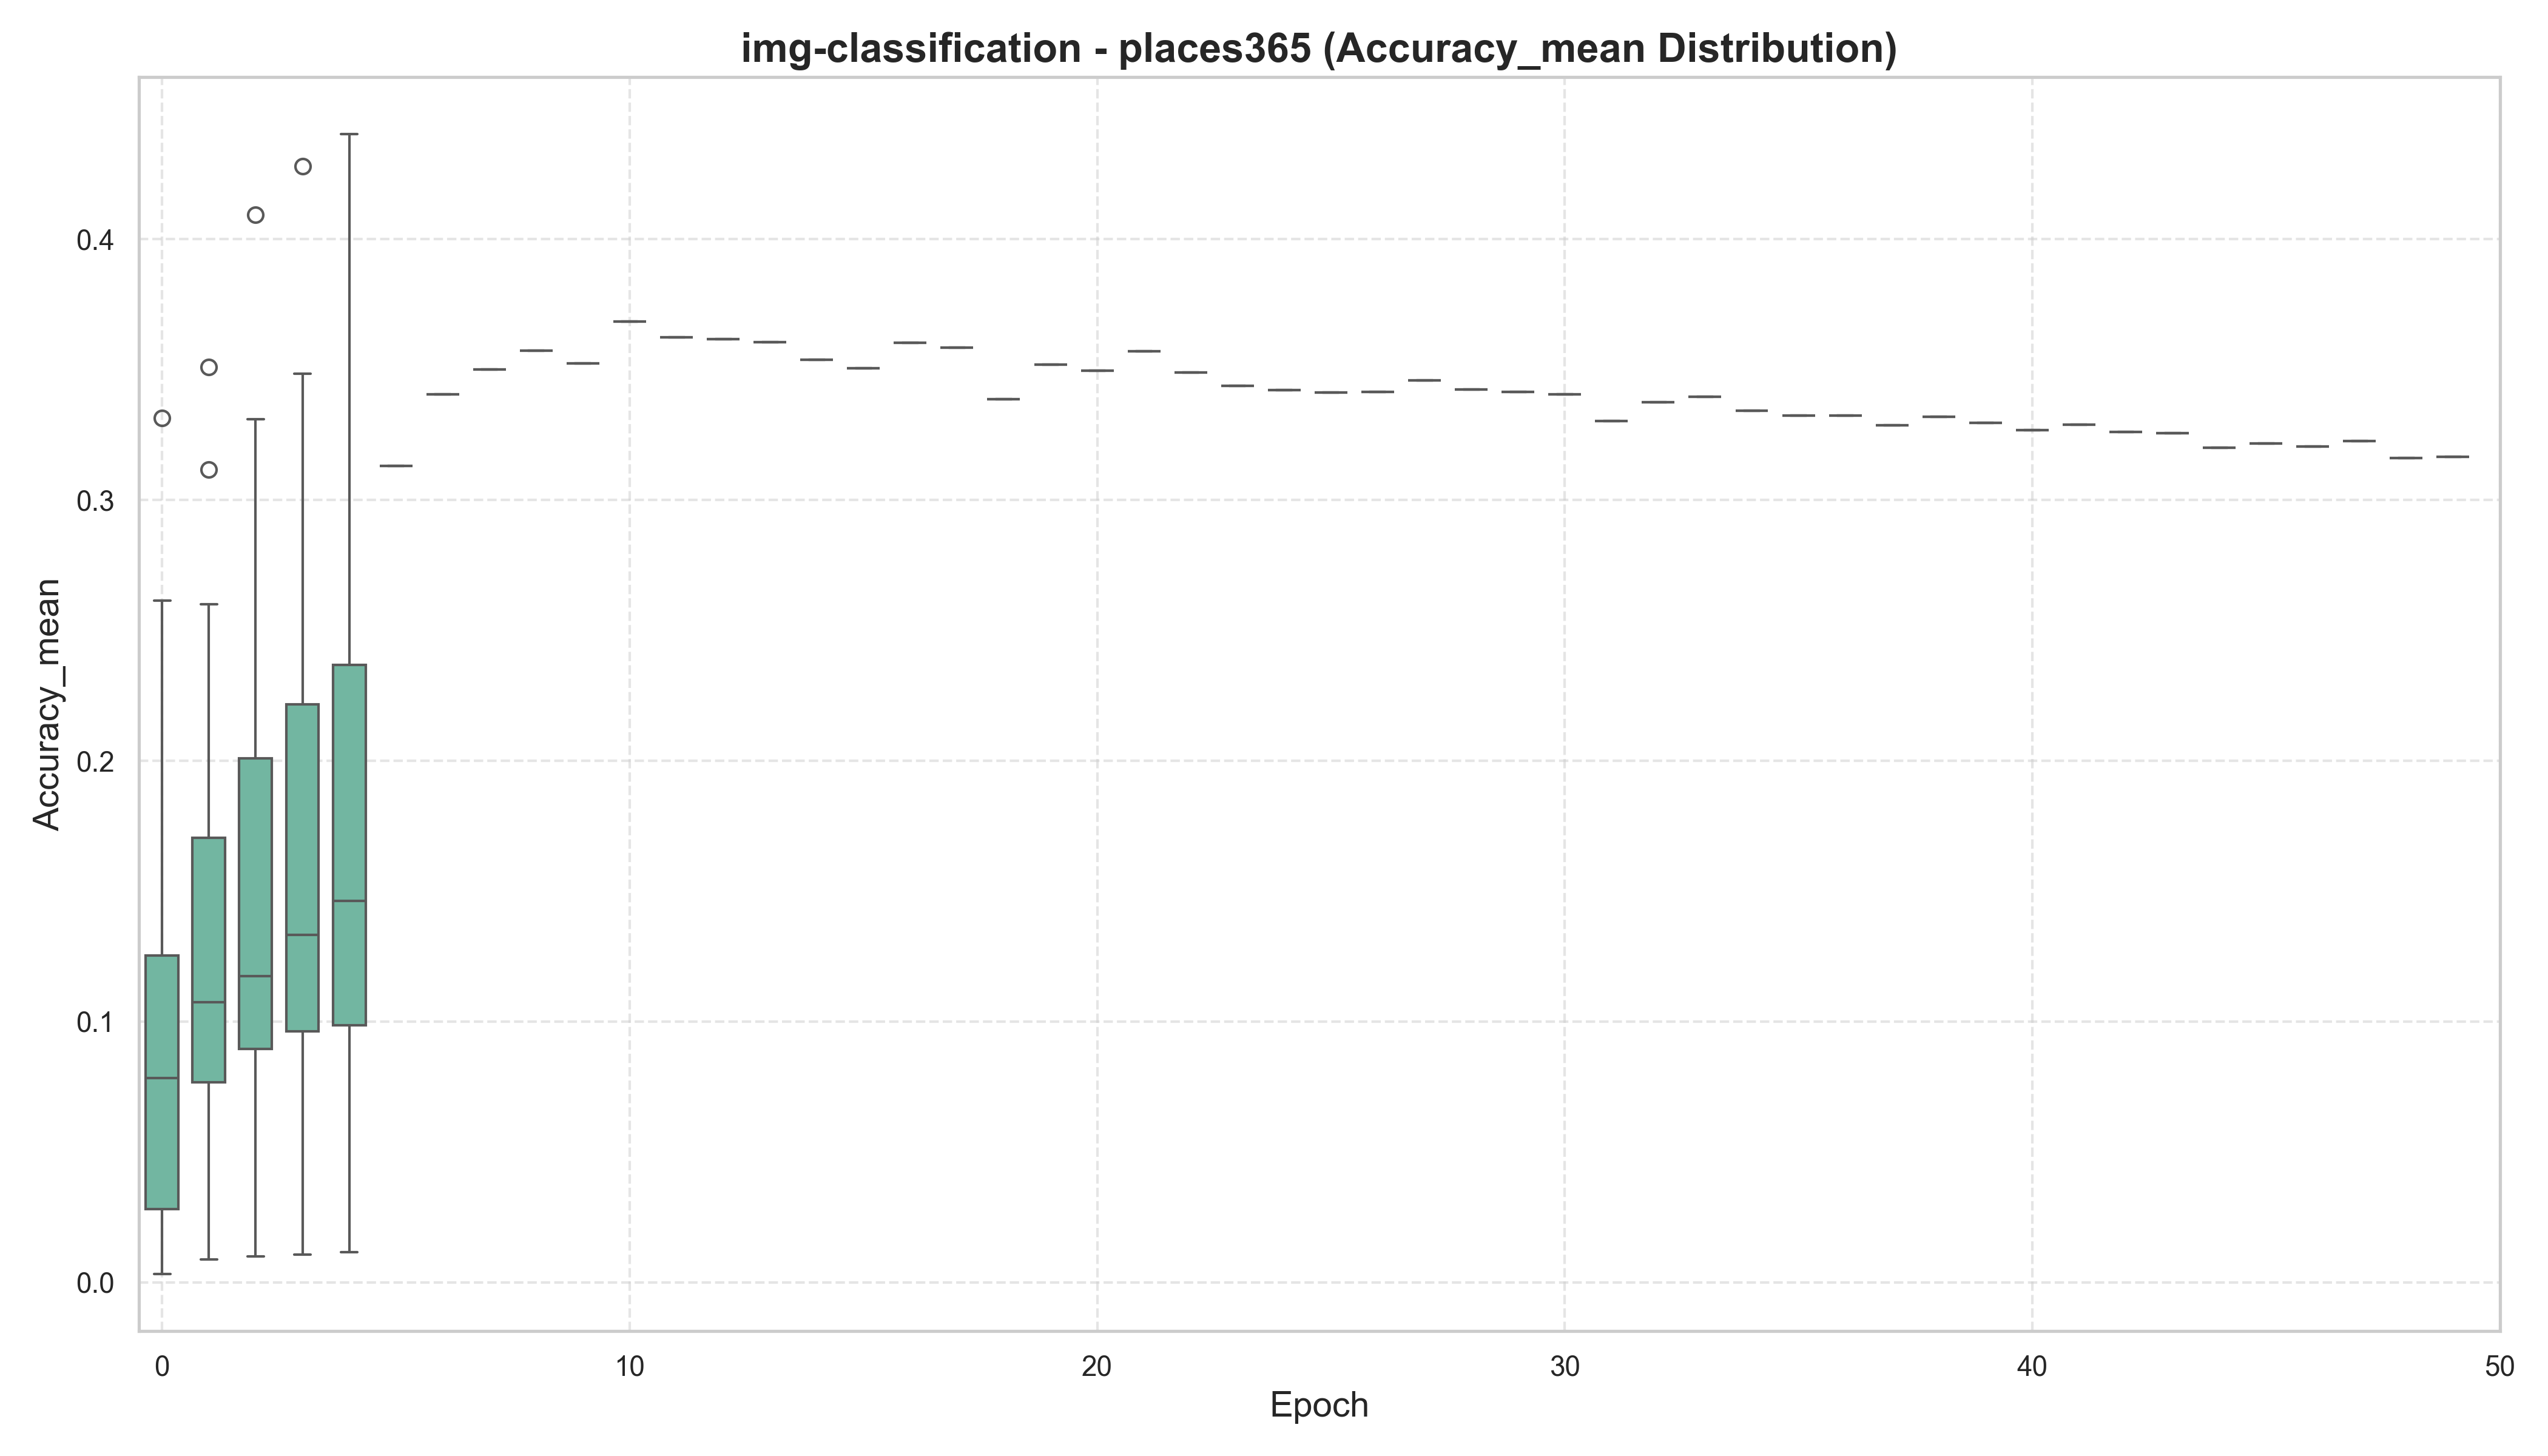 img-classification - places365 (Accuracy_mean Distribution)
Accuracy_mean
0.4
0.3
0.2
0.1
0.0
0 10 20 30 40 50
Epoch